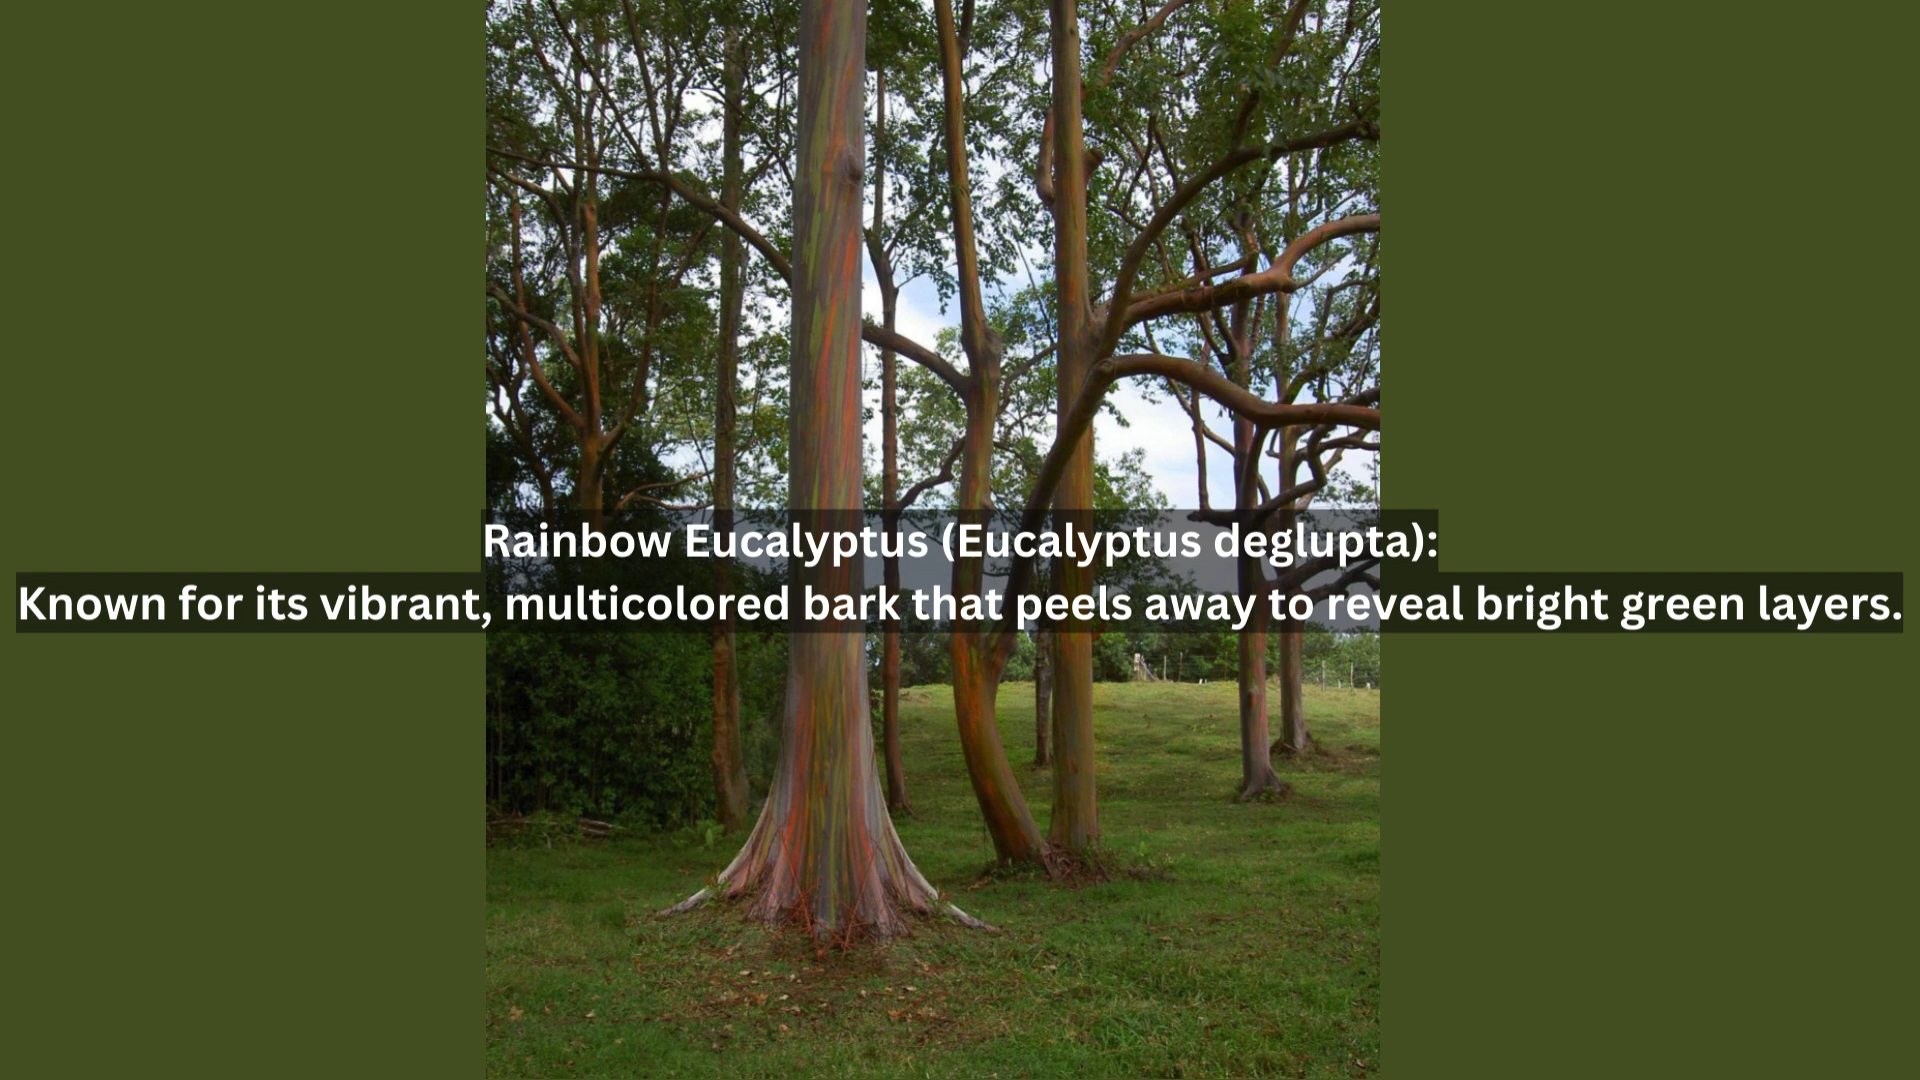 Rainbow Eucalyptus (Eucalyptus deglupta):
Known for its vibrant, multicolored bark that peels away to reveal bright green layers.